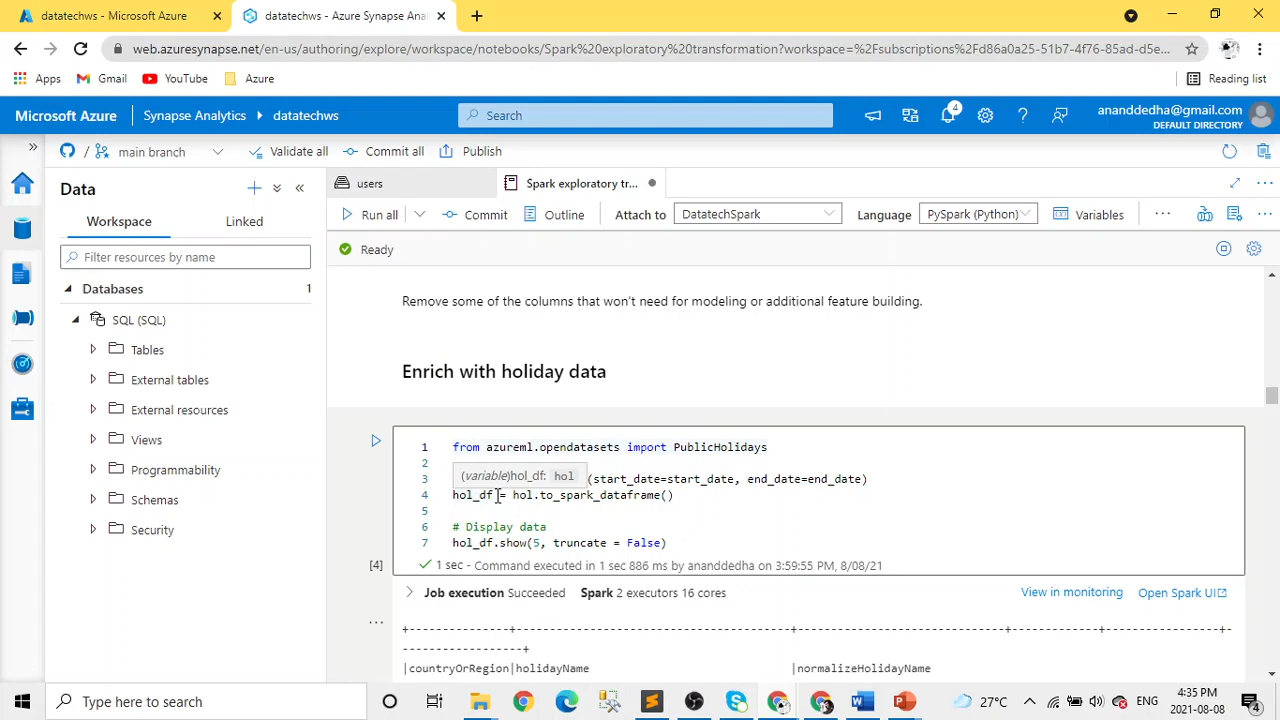 datatechws - Microsoft Azure
datatechws - Azure Synapse Anal
web.azuresynapse.net/en-us/authoring/explore/workspace/notebooks/Spark%20exploratory%20transformation?workspace=%2Fsubscriptions%2Fd86a0a25-51b7-4f76-85ad-d5e...
Apps
Gmail
YouTube
Azure
Reading list
Microsoft Azure
Synapse Analytics
datatechws
Search
4
ananddedha@gmail.com
DEFAULT DIRECTORY
main branch
Validate all
Commit all
Publish
Data
Workspace
Linked
Filter resources by name
Databases
1
SQL (SQL)
Tables
External tables
External resources
Views
Programmability
Schemas
Security
users
Spark exploratory tr...
Run all
Commit
Outline
Attach to
DatatechSpark
Language
PySpark (Python)
Variables
Ready
Remove some of the columns that won't need for modeling or additional feature building.
Enrich with holiday data
1 from azureml.opendatasets import PublicHolidays
2
(variable)hol_df: hol
3 (start_date=start_date, end_date=end_date)
4 hol_df = hol.to_spark_dataframe()
5
6 # Display data
7 hol_df.show(5, truncate = False)
[4]
1 sec - Command executed in 1 sec 886 ms by ananddedha on 3:59:55 PM, 8/08/21
Job execution Succeeded Spark 2 executors 16 cores
View in monitoring
Open Spark UI
+---------------+----------------------------------------+------------------------------+------------+-----------------+-
------------------+
|countryOrRegion|holidayName |normalizeHolidayName
Type here to search
27°C
ENG
4:35 PM
2021-08-08
4